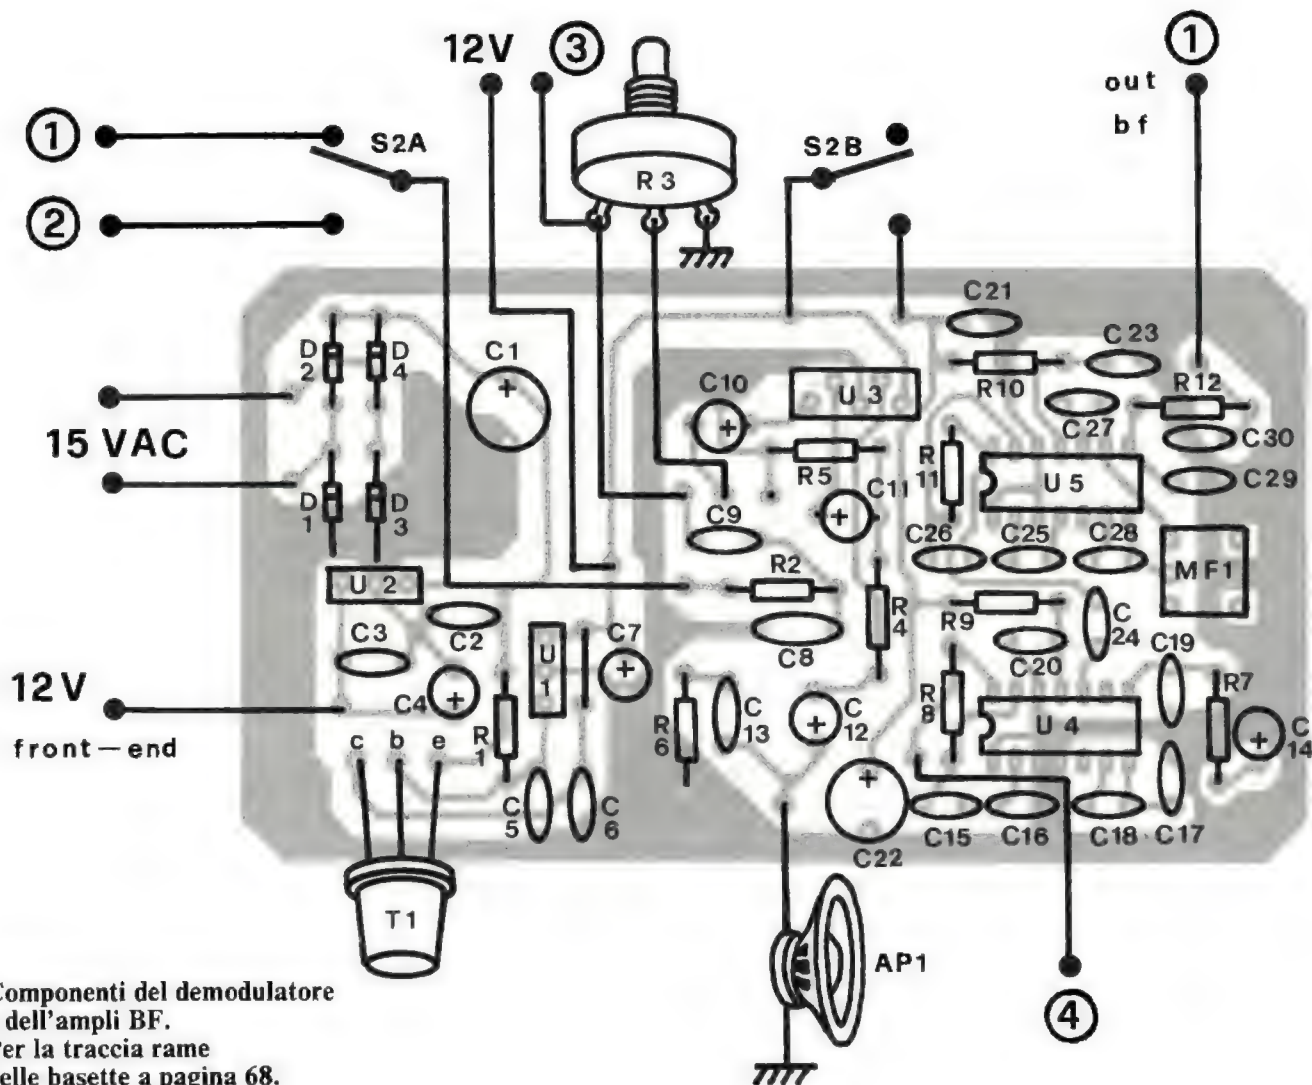 12V ③ ① 
out
bf
① S2A S2B
R3
②
C21
D2 D4 C1 C23
C10 U3 R10 R12
C27
15 VAC R5 R11 U5 C30
C29
D1 D3 C9 C11
C26 C25 C28
U2 R2 MF1
C3 C2 U1 C7 R4 R9 C24 C19
C8 C20
12V C4 R1 R6 C13 C12 R8 U4 R7 C14
front-end
c b e
C5 C6 C15 C16 C18 C17
C22
T1
AP1
④
Componenti del demodulatore
dell'ampli BF.
Per la traccia rame
elle basette a pagina 68.